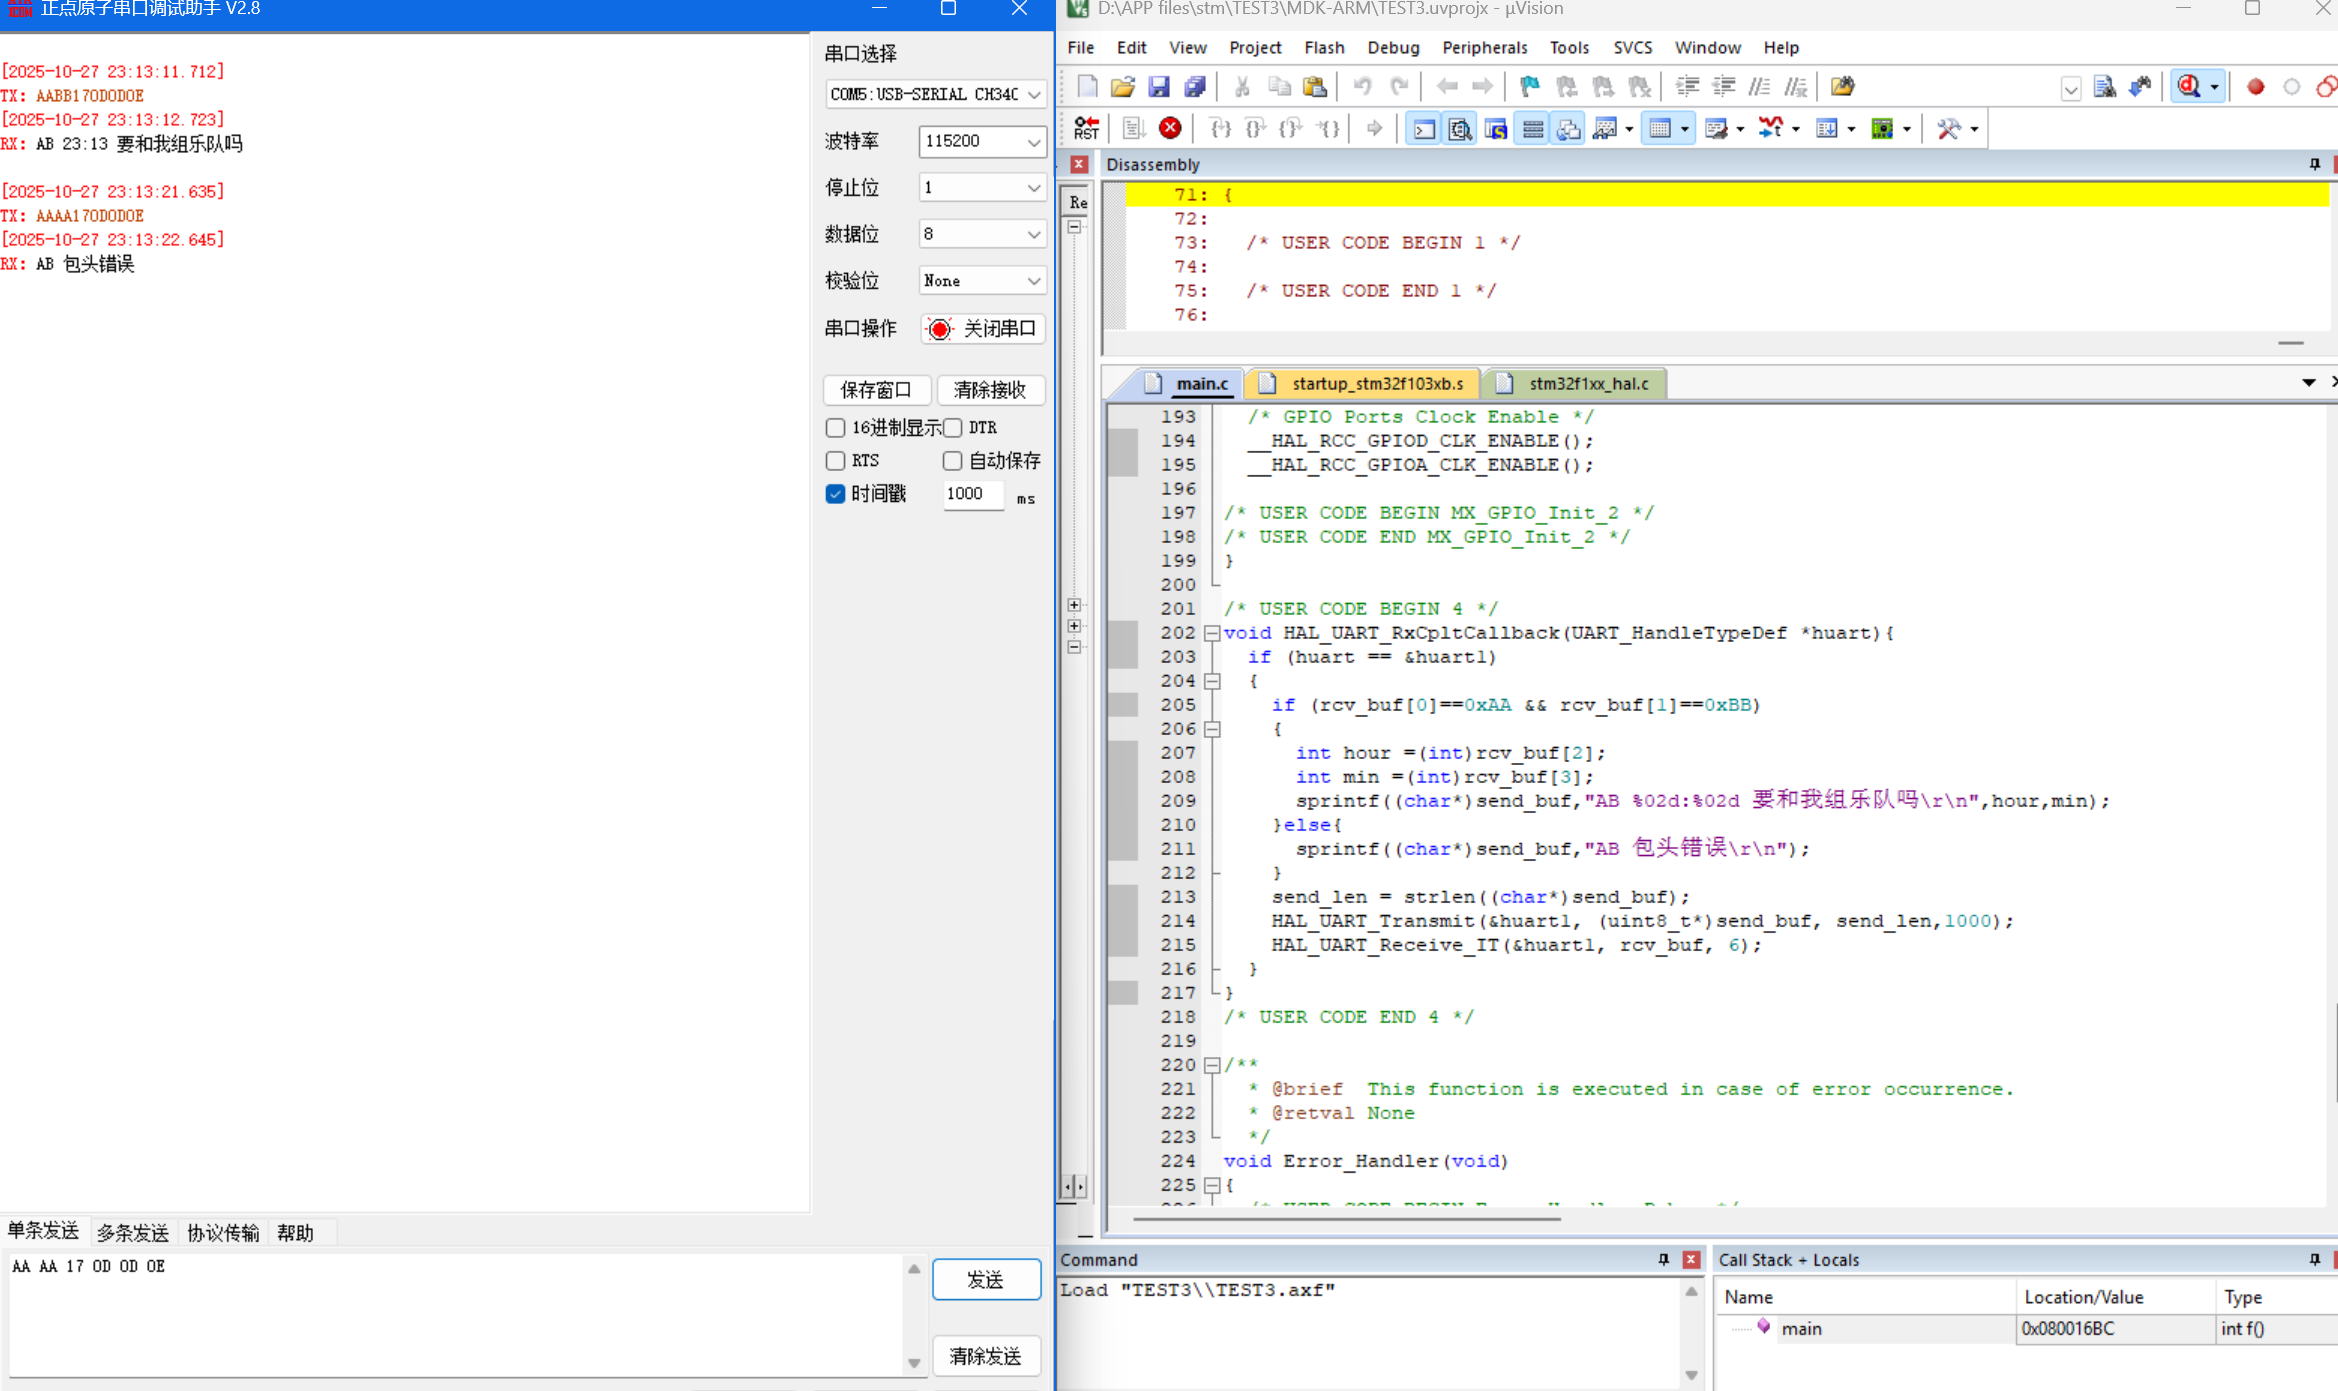 正点原子串口调试助手 V2.8
[2025-10-27 23:13:11.712]
TX: AABB170D0D0E
[2025-10-27 23:13:12.723]
RX: AB 23:13 要和我组乐队吗
[2025-10-27 23:13:21.635]
TX: AAAA170D0D0E
[2025-10-27 23:13:22.645]
RX: AB 包头错误
串口选择
COM5:USB-SERIAL CH340
波特率 115200
停止位 1
数据位 8
校验位 None
串口操作 关闭串口
保存窗口 清除接收
16进制显示 DTR
RTS 自动保存
时间戳 1000 ms
单条发送 多条发送 协议传输 帮助
AA AA 17 0D 0D 0E
发送
清除发送
D:\APP files\stm\TEST3\MDK-ARM\TEST3.uvprojx - µVision
File Edit View Project Flash Debug Peripherals Tools SVCS Window Help
RST
Disassembly
Re
71: {
72:
73: /* USER CODE BEGIN 1 */
74:
75: /* USER CODE END 1 */
76:
main.c startup_stm32f103xb.s stm32f1xx_hal.c
193 /* GPIO Ports Clock Enable */
194 __HAL_RCC_GPIOD_CLK_ENABLE();
195 __HAL_RCC_GPIOA_CLK_ENABLE();
196
197 /* USER CODE BEGIN MX_GPIO_Init_2 */
198 /* USER CODE END MX_GPIO_Init_2 */
199 }
200
201 /* USER CODE BEGIN 4 */
202 void HAL_UART_RxCpltCallback(UART_HandleTypeDef *huart){
203 if (huart == &huart1)
204 {
205 if (rcv_buf[0]==0xAA && rcv_buf[1]==0xBB)
206 {
207 int hour =(int)rcv_buf[2];
208 int min =(int)rcv_buf[3];
209 sprintf((char*)send_buf,"AB %02d:%02d 要和我组乐队吗\r\n",hour,min);
210 }else{
211 sprintf((char*)send_buf,"AB 包头错误\r\n");
212 }
213 send_len = strlen((char*)send_buf);
214 HAL_UART_Transmit(&huart1, (uint8_t*)send_buf, send_len,1000);
215 HAL_UART_Receive_IT(&huart1, rcv_buf, 6);
216 }
217 }
218 /* USER CODE END 4 */
219
220 /**
221 * @brief This function is executed in case of error occurrence.
222 * @retval None
223 */
224 void Error_Handler(void)
225 {
Command
Load "TEST3\\TEST3.axf"
Call Stack + Locals
Name Location/Value Type
main 0x080016BC int f()